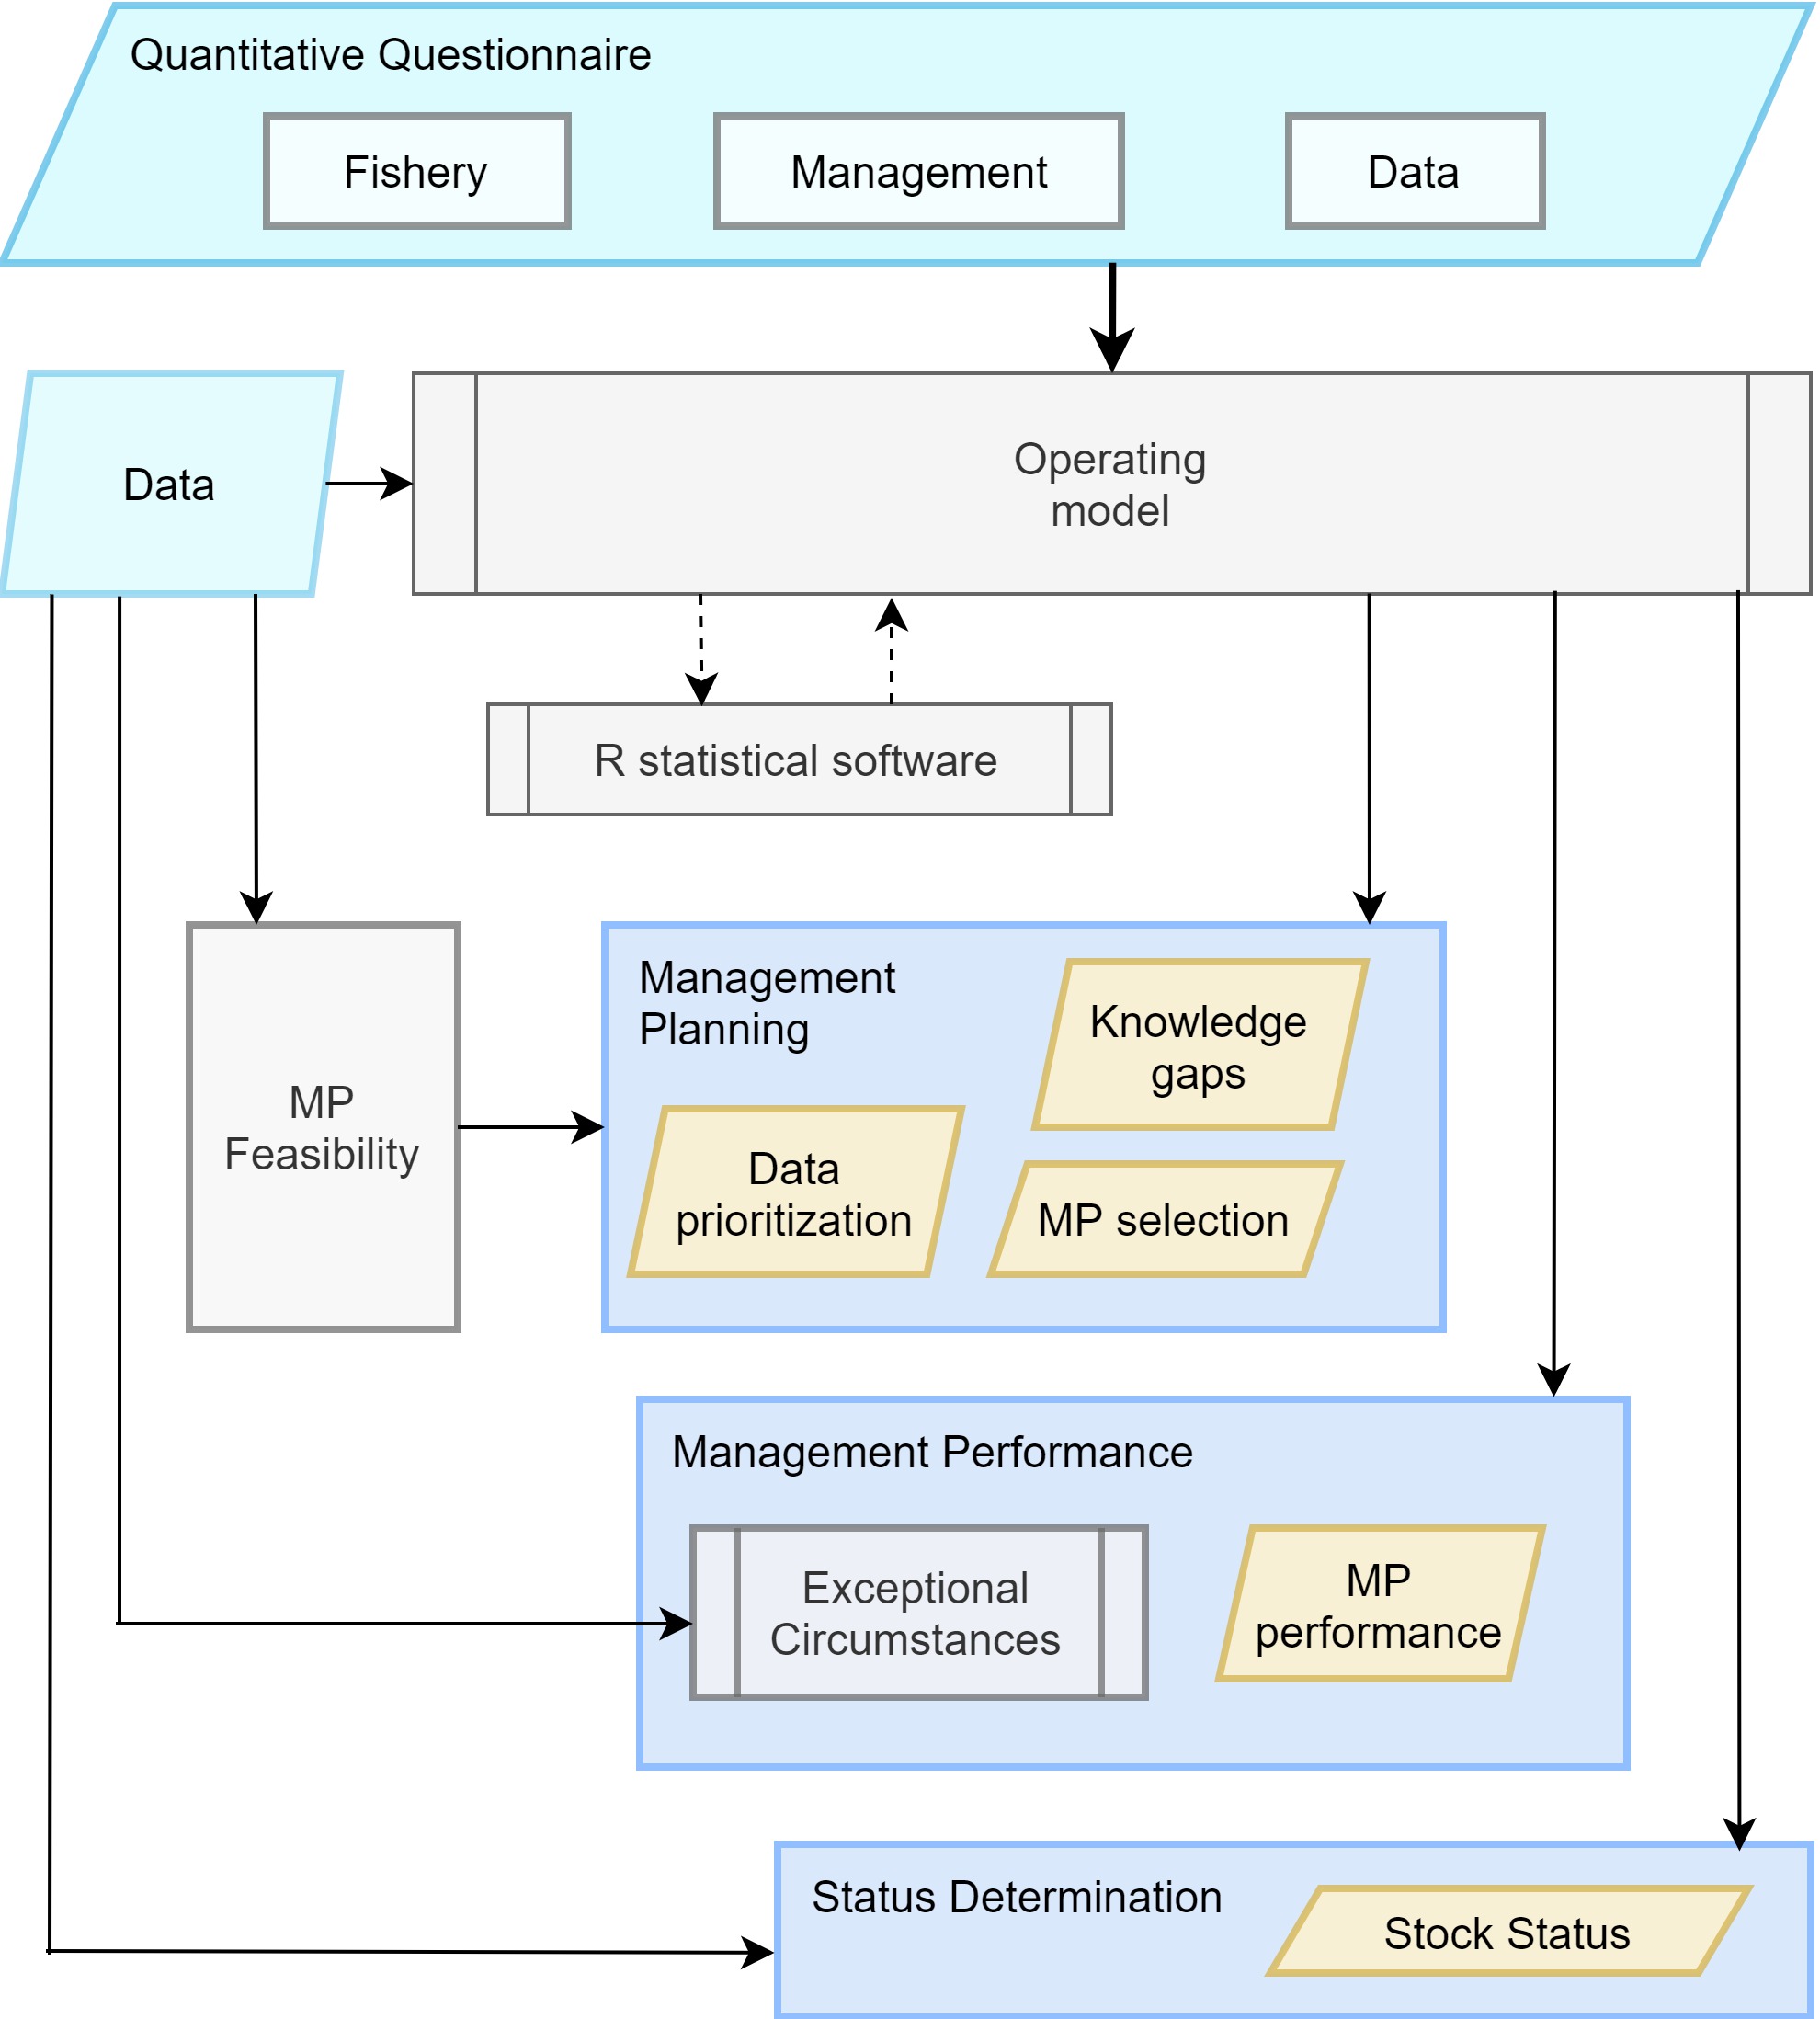 Quantitative Questionnaire
Fishery
Management
Data
Data
Operating
model
R statistical software
MP
Feasibility
Management
Planning
Knowledge
gaps
Data
prioritization
MP selection
Management Performance
Exceptional
Circumstances
MP
performance
Status Determination
Stock Status